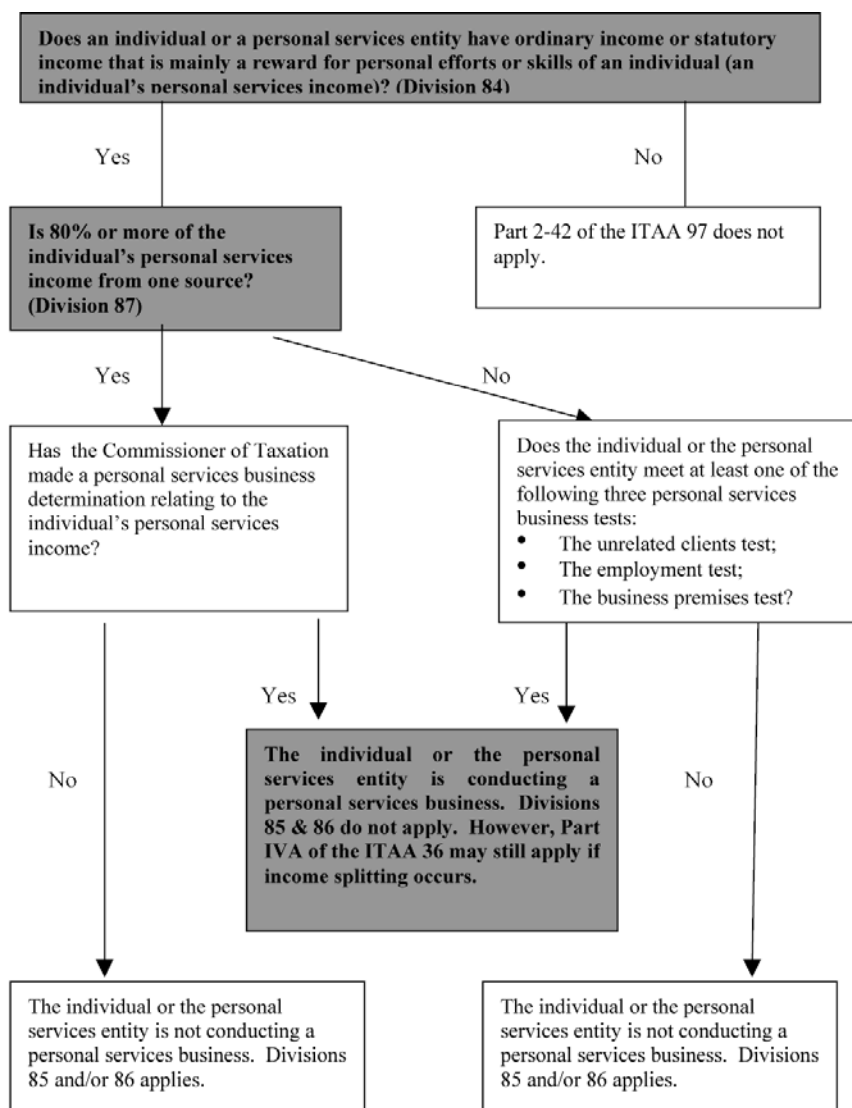 Does an individual or a personal services entity have ordinary income or statutory
income that is mainly a reward for personal efforts or skills of an individual (an
individual's personal services income)? (Division 84)
Yes
No
Is 80% or more of the
individual's personal services
income from one source?
(Division 87)
Part 2-42 of the ITAA 97 does not
apply.
Yes
No
Has the Commissioner of Taxation
made a personal services business
determination relating to the
individual's personal services
income?
Does the individual or the personal
services entity meet at least one of the
following three personal services
business tests:
• The unrelated clients test;
• The employment test;
• The business premises test?
Yes
Yes
No
No
The individual or the personal
services entity is conducting a
personal services business. Divisions
85 & 86 do not apply. However, Part
IVA of the ITAA 36 may still apply if
income splitting occurs.
The individual or the personal
services entity is not conducting a
personal services business. Divisions
85 and/or 86 applies.
The individual or the personal
services entity is not conducting a
personal services business. Divisions
85 and/or 86 applies.